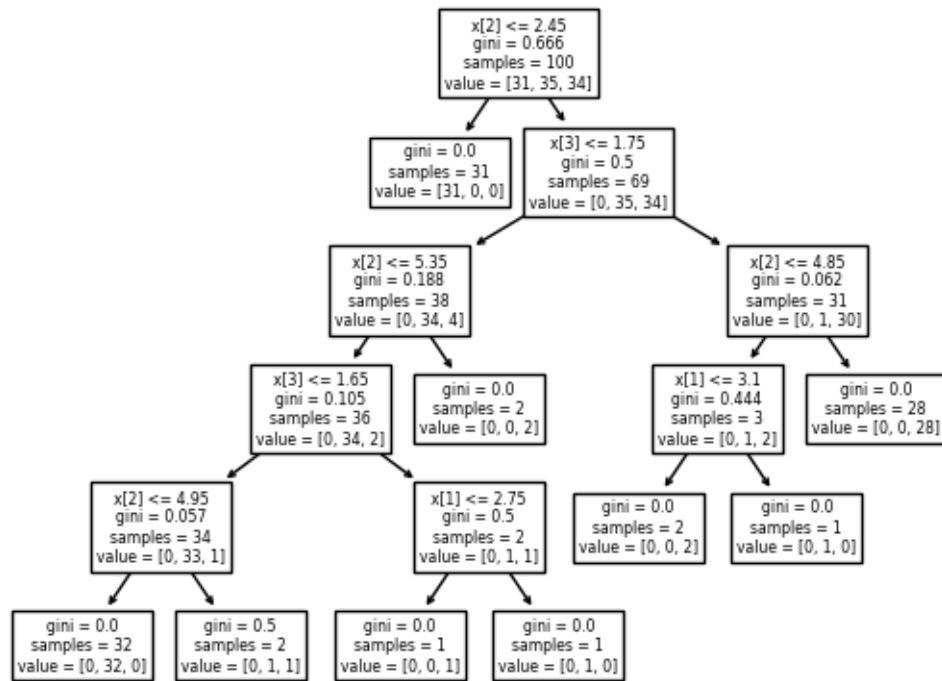 x[2] <= 2.45
gini = 0.666
samples = 100
value = [31, 35, 34]
gini = 0.0
samples = 31
value = [31, 0, 0]
x[3] <= 1.75
gini = 0.5
samples = 69
value = [0, 35, 34]
x[2] <= 5.35
gini = 0.188
samples = 38
value = [0, 34, 4]
x[2] <= 4.85
gini = 0.062
samples = 31
value = [0, 1, 30]
x[3] <= 1.65
gini = 0.105
samples = 36
value = [0, 34, 2]
gini = 0.0
samples = 2
value = [0, 0, 2]
x[1] <= 3.1
gini = 0.444
samples = 3
value = [0, 1, 2]
gini = 0.0
samples = 28
value = [0, 0, 28]
x[2] <= 4.95
gini = 0.057
samples = 34
value = [0, 33, 1]
x[1] <= 2.75
gini = 0.5
samples = 2
value = [0, 1, 1]
gini = 0.0
samples = 2
value = [0, 0, 2]
gini = 0.0
samples = 1
value = [0, 1, 0]
gini = 0.0
samples = 32
value = [0, 32, 0]
gini = 0.5
samples = 2
value = [0, 1, 1]
gini = 0.0
samples = 1
value = [0, 0, 1]
gini = 0.0
samples = 1
value = [0, 1, 0]